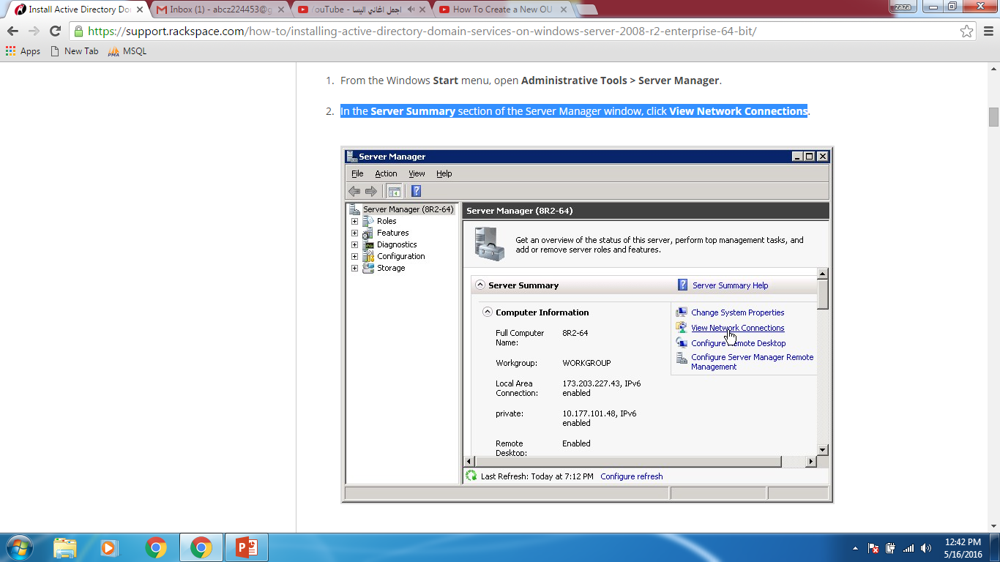 Install Active Directory Do
Inbox (1) - abcz224453@g
YouTube - اجمل اغاني اليسا
How To Create a New OU
zaza
https://support.rackspace.com/how-to/installing-active-directory-domain-services-on-windows-server-2008-r2-enterprise-64-bit/
Apps
New Tab
MSQL
1. From the Windows Start menu, open Administrative Tools > Server Manager.
2. In the Server Summary section of the Server Manager window, click View Network Connections.
Server Manager
File Action View Help
Server Manager (8R2-64)
Roles
Features
Diagnostics
Configuration
Storage
Server Manager (8R2-64)
Get an overview of the status of this server, perform top management tasks, and
add or remove server roles and features.
Server Summary
Server Summary Help
Computer Information
Full Computer
Name:
8R2-64
Workgroup:
WORKGROUP
Local Area
Connection:
173.203.227.43, IPv6
enabled
private:
10.177.101.48, IPv6
enabled
Remote
Desktop:
Enabled
Change System Properties
View Network Connections
Configure Remote Desktop
Configure Server Manager Remote
Management
Last Refresh: Today at 7:12 PM Configure refresh
12:42 PM
5/16/2016